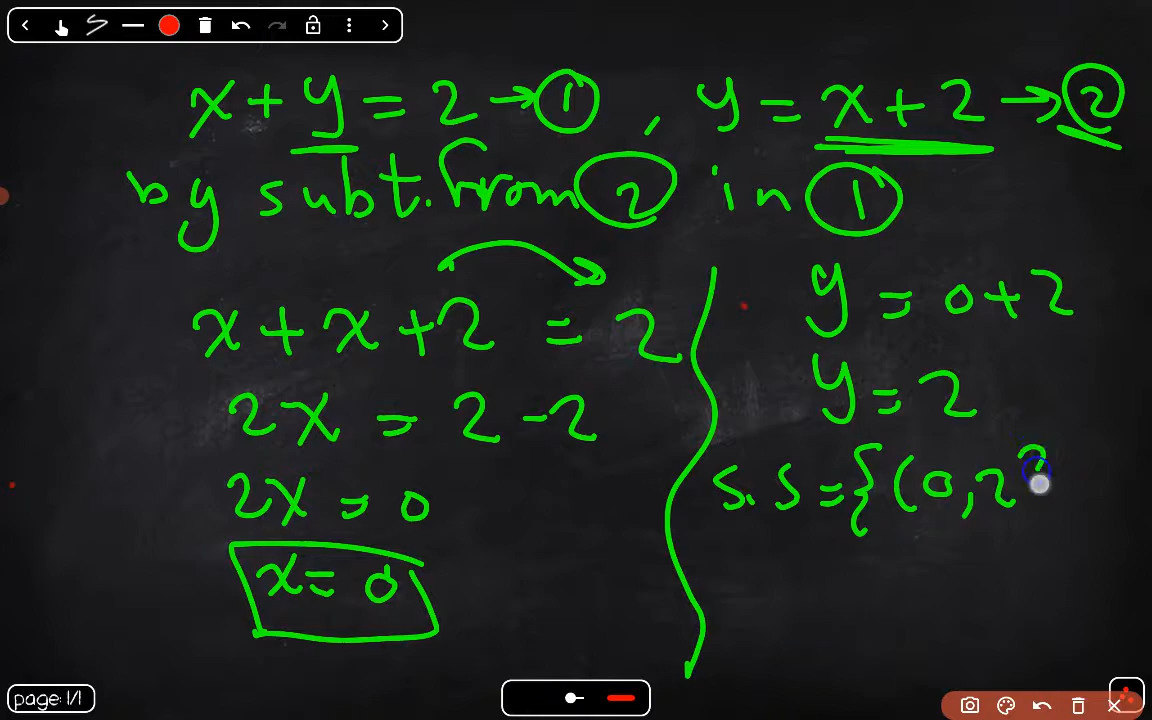 x + y = 2 → ① , y = x + 2 → ②
by subt. from ② in ①
x + x + 2 = 2
2x = 2 - 2
2x = 0
x = 0
y = 0 + 2
y = 2
S.S = {(0,2)
page: 1/1